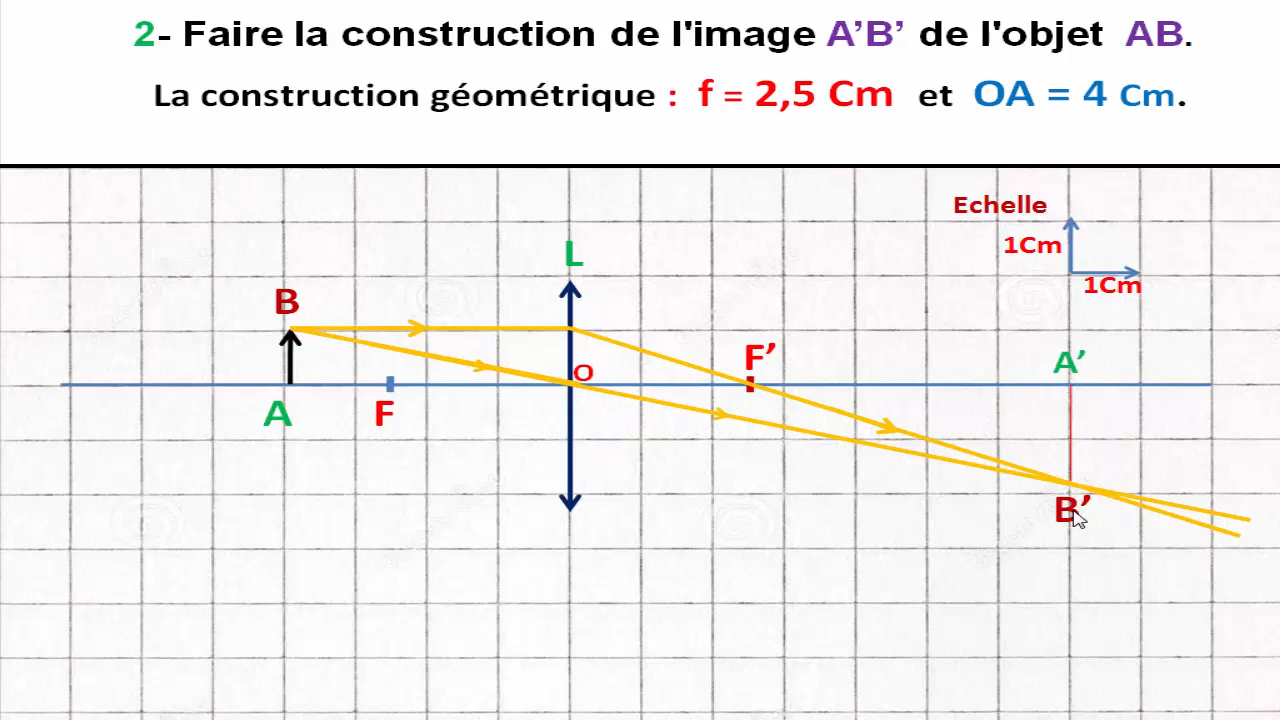 2- Faire la construction de l'image A’B’ de l'objet AB.
La construction géométrique : f = 2,5 Cm et OA = 4 Cm.
Echelle
1Cm
1Cm
L
B
F’
A’
O
A
F
B’